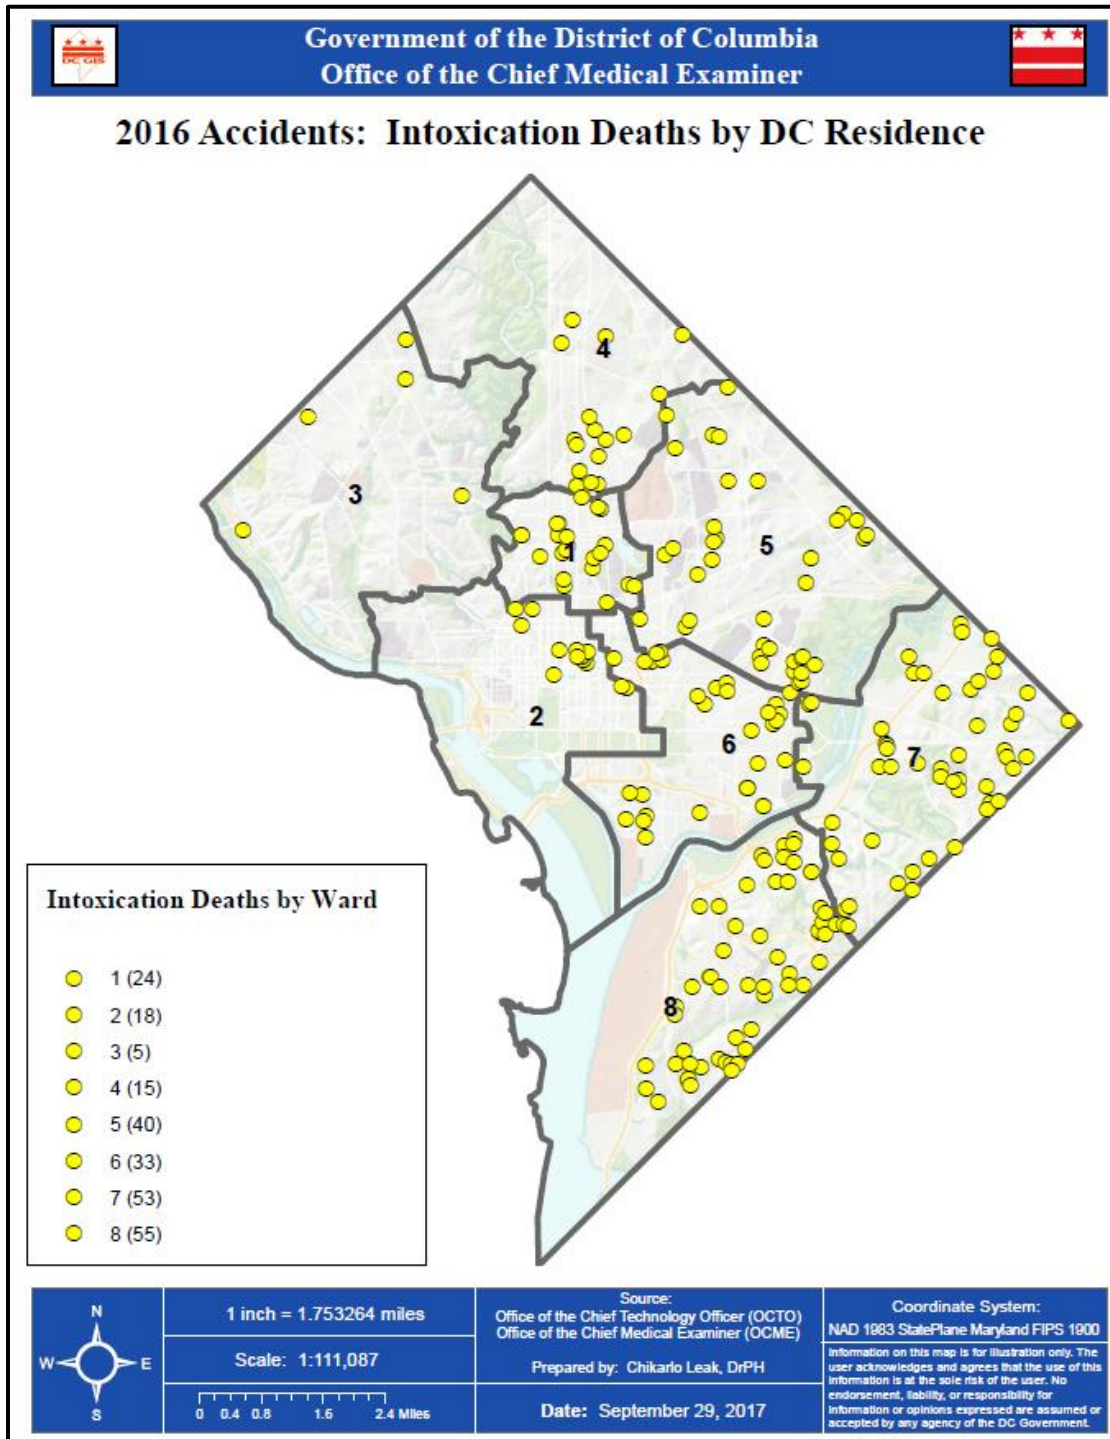 DC GIS
Government of the District of Columbia
Office of the Chief Medical Examiner
2016 Accidents:  Intoxication Deaths by DC Residence
4
3
1
5
2
6
7
8
Intoxication Deaths by Ward
1 (24)
2 (18)
3 (5)
4 (15)
5 (40)
6 (33)
7 (53)
8 (55)
N
W
E
S
1 inch = 1.753264 miles
Scale:  1:111,087
0 0.4 0.8 1.6 2.4 Miles
Source:
Office of the Chief Technology Officer (OCTO)
Office of the Chief Medical Examiner (OCME)
Prepared by:  Chikarlo Leak, DrPH
Date:  September 29, 2017
Coordinate System:
NAD 1983 StatePlane Maryland FIPS 1900
Information on this map is for illustration only. The
user acknowledges and agrees that the use of this
information is at the sole risk of the user. No
endorsement, liability, or responsibility for
information or opinions expressed are assumed or
accepted by any agency of the DC Government.